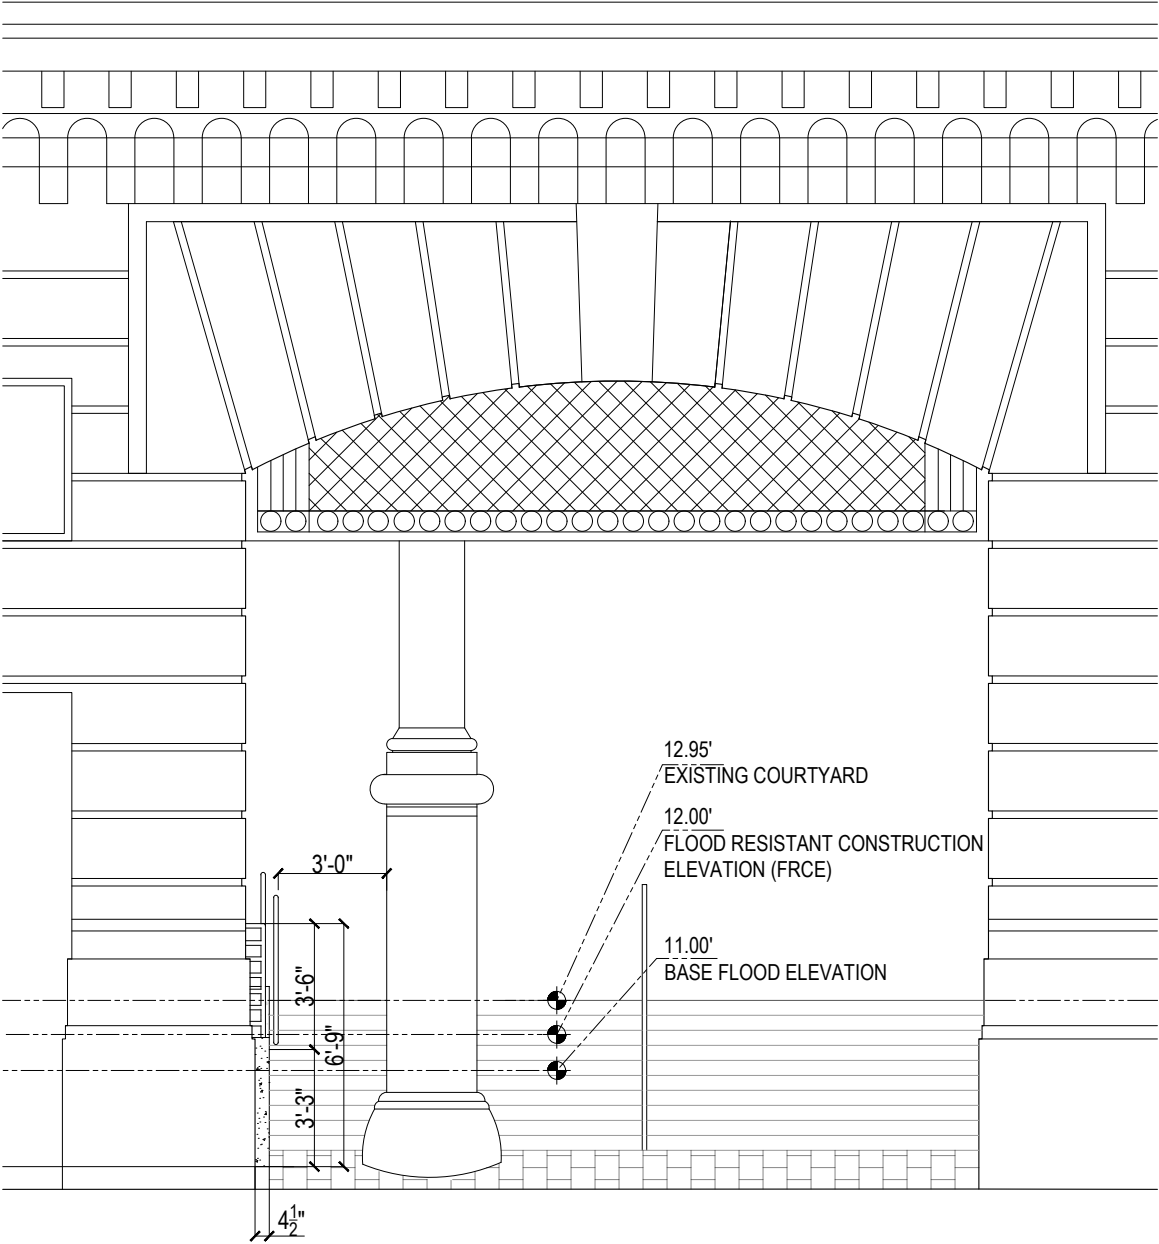 12.95'
EXISTING COURTYARD
12.00'
FLOOD RESISTANT CONSTRUCTION
ELEVATION (FRCE)
3'-0"
11.00'
BASE FLOOD ELEVATION
3'-6"
6'-9"
3'-3"
4½"